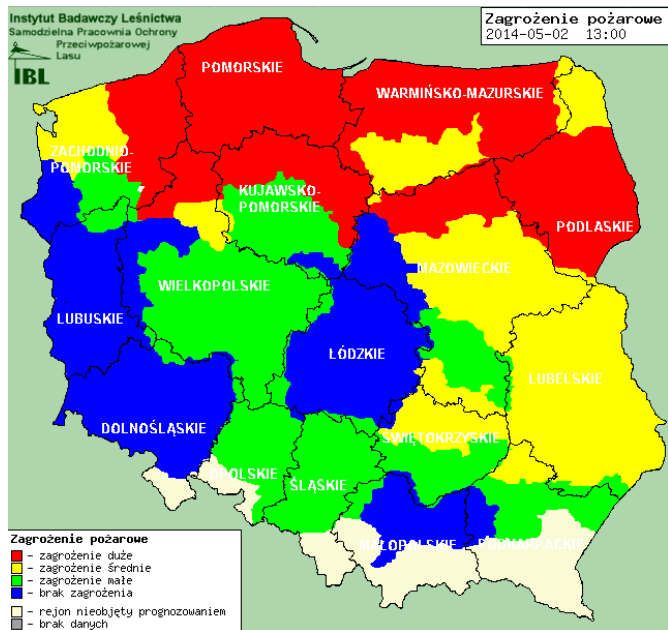 Instytut Badawczy Leśnictwa
Samodzielna Pracownia Ochrony
Przeciwpożarowej
Lasu
IBL
Zagrożenie pożarowe
2014-05-02 13:00
POMORSKIE
WARMIŃSKO-MAZURSKIE
ZACHODNIO-
POMORSKIE
KUJAWSKO-
POMORSKIE
PODLASKIE
MAZOWIECKIE
WIELKOPOLSKIE
LUBUSKIE
ŁÓDZKIE
LUBELSKIE
DOLNOŚLĄSKIE
ŚWIĘTOKRZYSKIE
OPOLSKIE
ŚLĄSKIE
MAŁOPOLSKIE
PODKARPACKIE
Zagrożenie pożarowe
- zagrożenie duże
- zagrożenie średnie
- zagrożenie małe
- brak zagrożenia
- rejon nieobjęty prognozowaniem
- brak danych